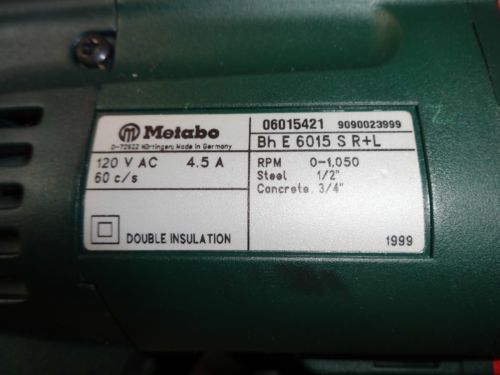 Metabo
D-72622 Nürtingen, Made in Germany
120 V AC 4.5 A
60 c/s
DOUBLE INSULATION
06015421 9090023999
Bh E 6015 S R+L
RPM 0-1,050
Steel 1/2"
Concrete 3/4"
1999